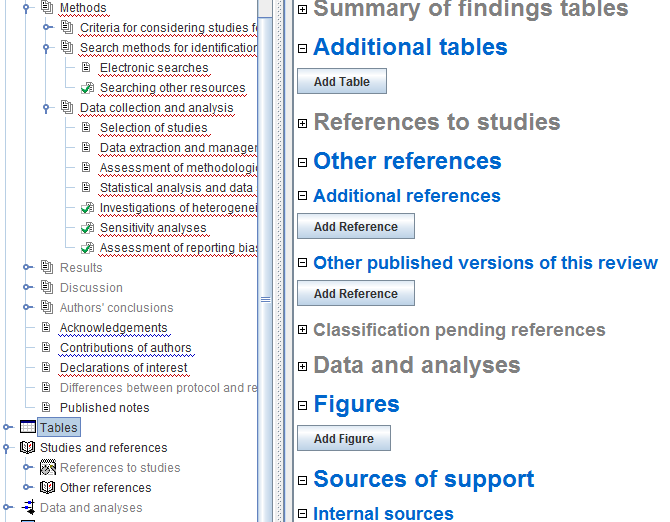 Methods
Criteria for considering studies fo
Search methods for identification
Electronic searches
Searching other resources
Data collection and analysis
Selection of studies
Data extraction and manager
Assessment of methodologic
Statistical analysis and data
Investigations of heterogenei
Sensitivity analyses
Assessment of reporting bias
Results
Discussion
Authors' conclusions
Acknowledgements
Contributions of authors
Declarations of interest
Differences between protocol and re
Published notes
Tables
Studies and references
References to studies
Other references
Data and analyses
Summary of findings tables
Additional tables
Add Table
References to studies
Other references
Additional references
Add Reference
Other published versions of this review
Add Reference
Classification pending references
Data and analyses
Figures
Add Figure
Sources of support
Internal sources